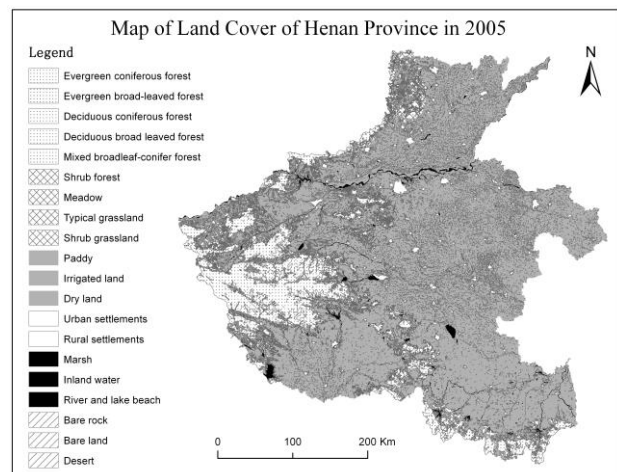 Map of Land Cover of Henan Province in 2005
Legend
Evergreen coniferous forest
Evergreen broad-leaved forest
Deciduous coniferous forest
Deciduous broad leaved forest
Mixed broadleaf-conifer forest
Shrub forest
Meadow
Typical grassland
Shrub grassland
Paddy
Irrigated land
Dry land
Urban settlements
Rural settlements
Marsh
Inland water
River and lake beach
Bare rock
Bare land
Desert
N
0 100 200 Km